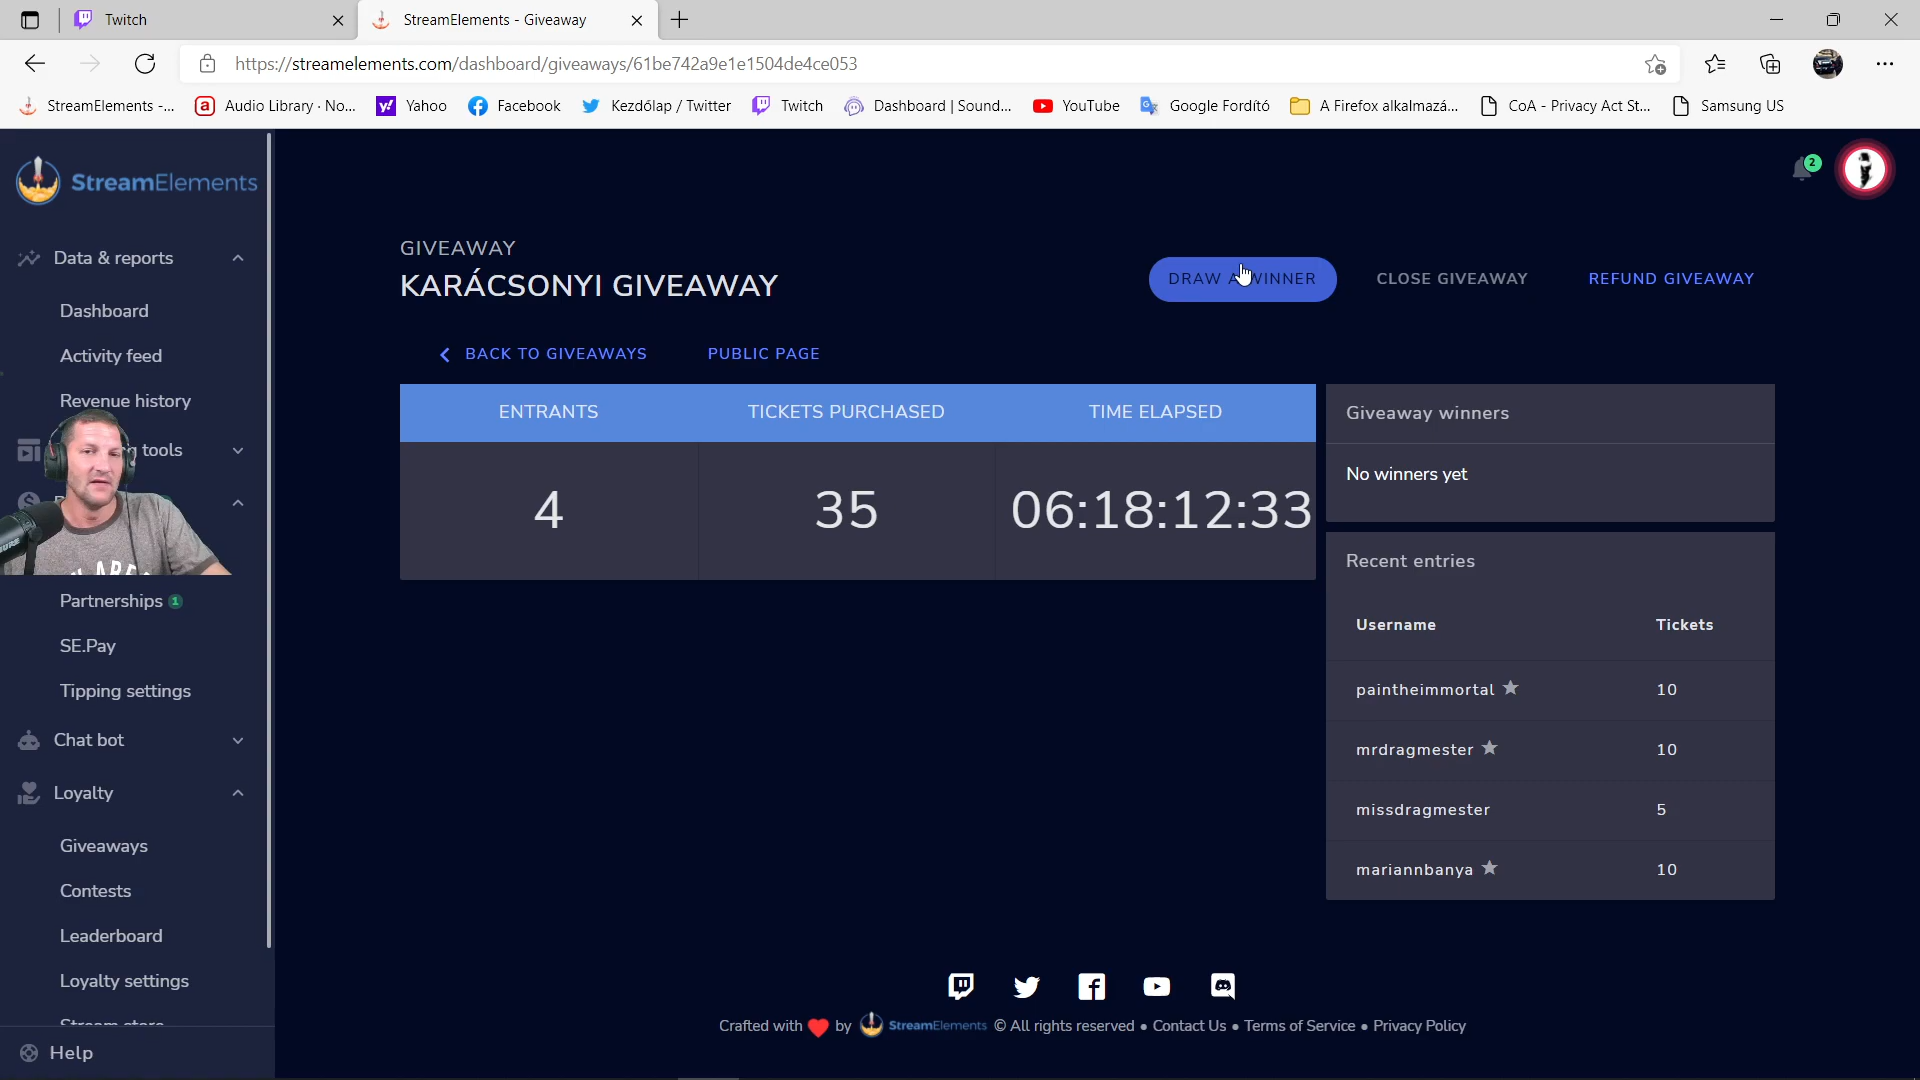 Twitch
StreamElements - Giveaway
https://streamelements.com/dashboard/giveaways/61be742a9e1e1504de4ce053
StreamElements -...
Audio Library · No...
Yahoo
Facebook
Kezdőlap / Twitter
Twitch
Dashboard | Sound...
YouTube
Google Fordító
A Firefox alkalmazá...
CoA - Privacy Act St...
Samsung US
StreamElements
2
Data & reports
Dashboard
Activity feed
Revenue history
tools
Partnerships 1
SE.Pay
Tipping settings
Chat bot
Loyalty
Giveaways
Contests
Leaderboard
Loyalty settings
Help
GIVEAWAY
KARÁCSONYI GIVEAWAY
DRAW A WINNER
CLOSE GIVEAWAY
REFUND GIVEAWAY
BACK TO GIVEAWAYS
PUBLIC PAGE
ENTRANTS TICKETS PURCHASED TIME ELAPSED
4 35 06:18:12:33
Giveaway winners
No winners yet
Recent entries
Username Tickets
paintheimmortal 10
mrdragmester 10
missdragmester 5
mariannbanya 10
Crafted with by StreamElements © All rights reserved • Contact Us • Terms of Service • Privacy Policy